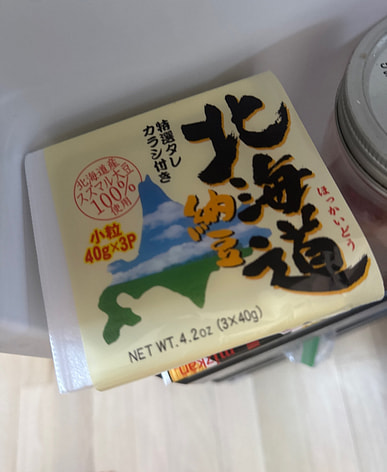 北海道
ほっかいどう
納豆
特選タレ
カラシ付き
北海道産
スズマル大豆
100%
使用
小粒
40g×3P
NET WT. 4.2oz (3×40g)
zkan